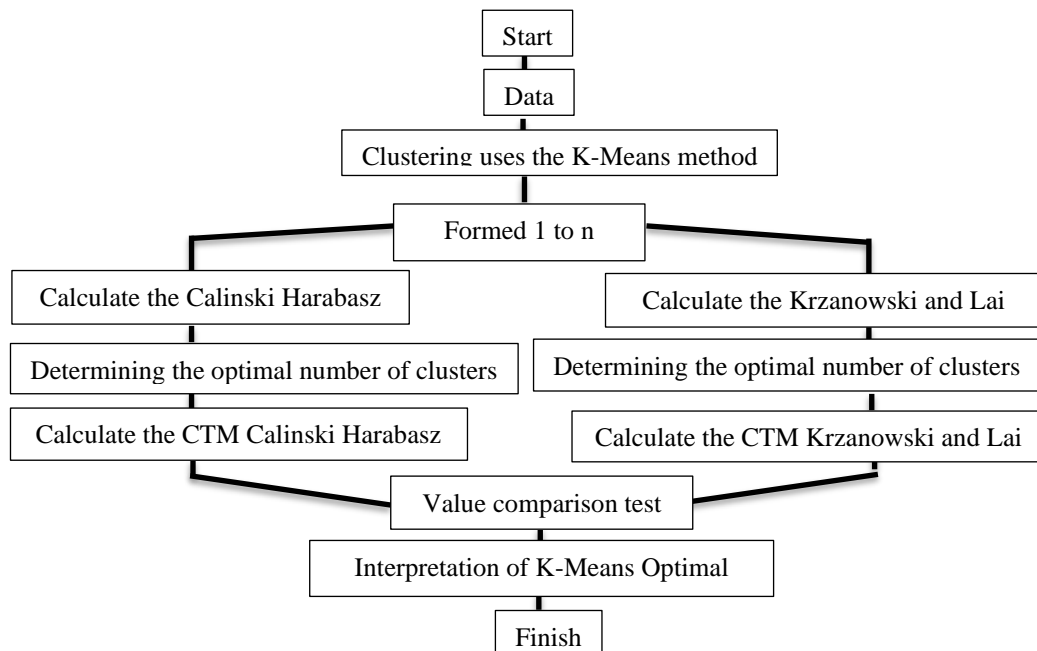 Start
Data
Clustering uses the K-Means method
Formed 1 to n
Calculate the Calinski Harabasz
Calculate the Krzanowski and Lai
Determining the optimal number of clusters
Determining the optimal number of clusters
Calculate the CTM Calinski Harabasz
Calculate the CTM Krzanowski and Lai
Value comparison test
Interpretation of K-Means Optimal
Finish